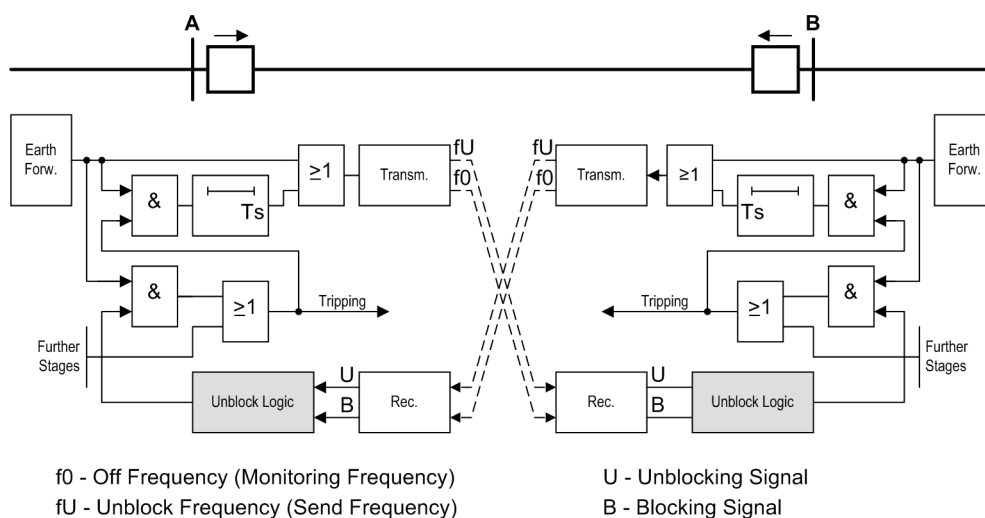 A
B
Earth
Forw.
&
Ts
≥1
Transm.
fU
f0
fU
f0
Transm.
≥1
Ts
&
Earth
Forw.
&
≥1
Tripping
Tripping
≥1
&
Further
Stages
Further
Stages
Unblock Logic
U
B
Rec.
Rec.
U
B
Unblock Logic
f0 - Off Frequency (Monitoring Frequency)
fU - Unblock Frequency (Send Frequency)
U - Unblocking Signal
B - Blocking Signal